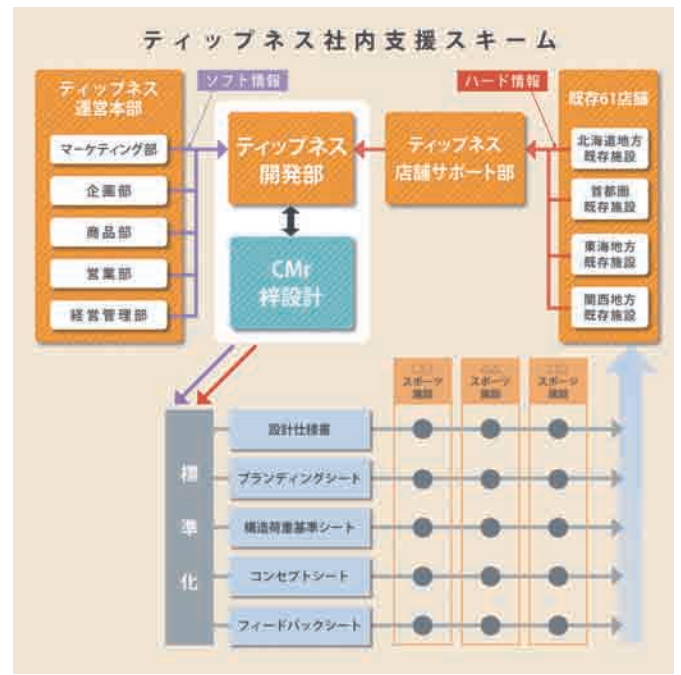 ティップネス社内支援スキーム
ティップネス
運営本部
ソフト情報
ハード情報
既存61店舗
マーケティング部
企画部
商品部
営業部
経営管理部
ティップネス
開発部
ティップネス
店舗サポート部
北海道地方
既存施設
首都圏
既存施設
東海地方
既存施設
関西地方
既存施設
CMr
梓設計
スポーツ
施設
スポーツ
施設
スポーツ
施設
標準化
設計仕様書
ブランディングシート
構造荷重基準シート
コンセプトシート
フィードバックシート